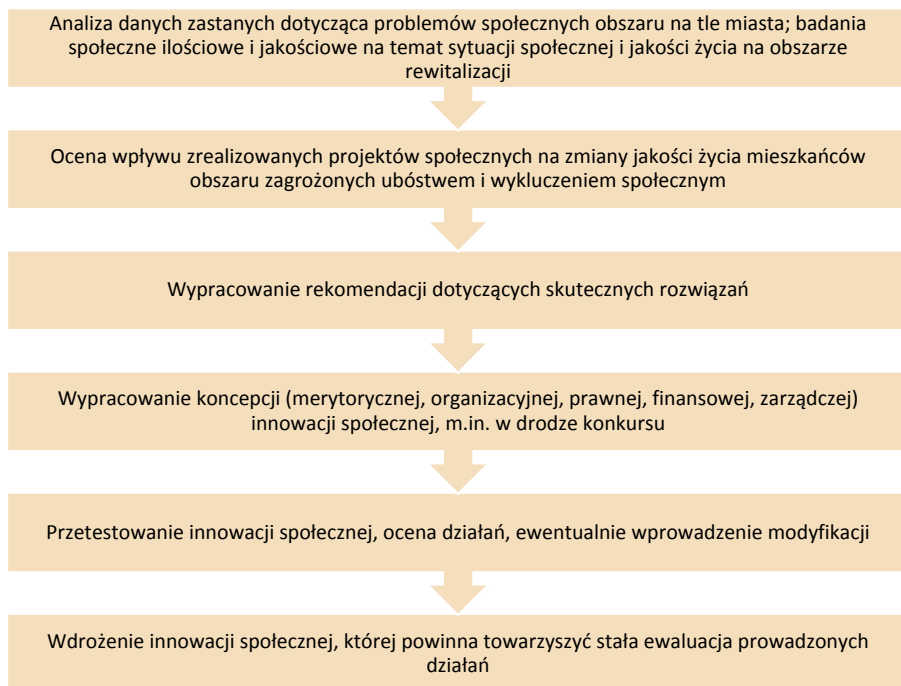 Analiza danych zastanych dotycząca problemów społecznych obszaru na tle miasta; badania
społeczne ilościowe i jakościowe na temat sytuacji społecznej i jakości życia na obszarze
rewitalizacji
Ocena wpływu zrealizowanych projektów społecznych na zmiany jakości życia mieszkańców
obszaru zagrożonych ubóstwem i wykluczeniem społecznym
Wypracowanie rekomendacji dotyczących skutecznych rozwiązań
Wypracowanie koncepcji (merytorycznej, organizacyjnej, prawnej, finansowej, zarządczej)
innowacji społecznej, m.in. w drodze konkursu
Przetestowanie innowacji społecznej, ocena działań, ewentualnie wprowadzenie modyfikacji
Wdrożenie innowacji społecznej, której powinna towarzyszyć stała ewaluacja prowadzonych
działań